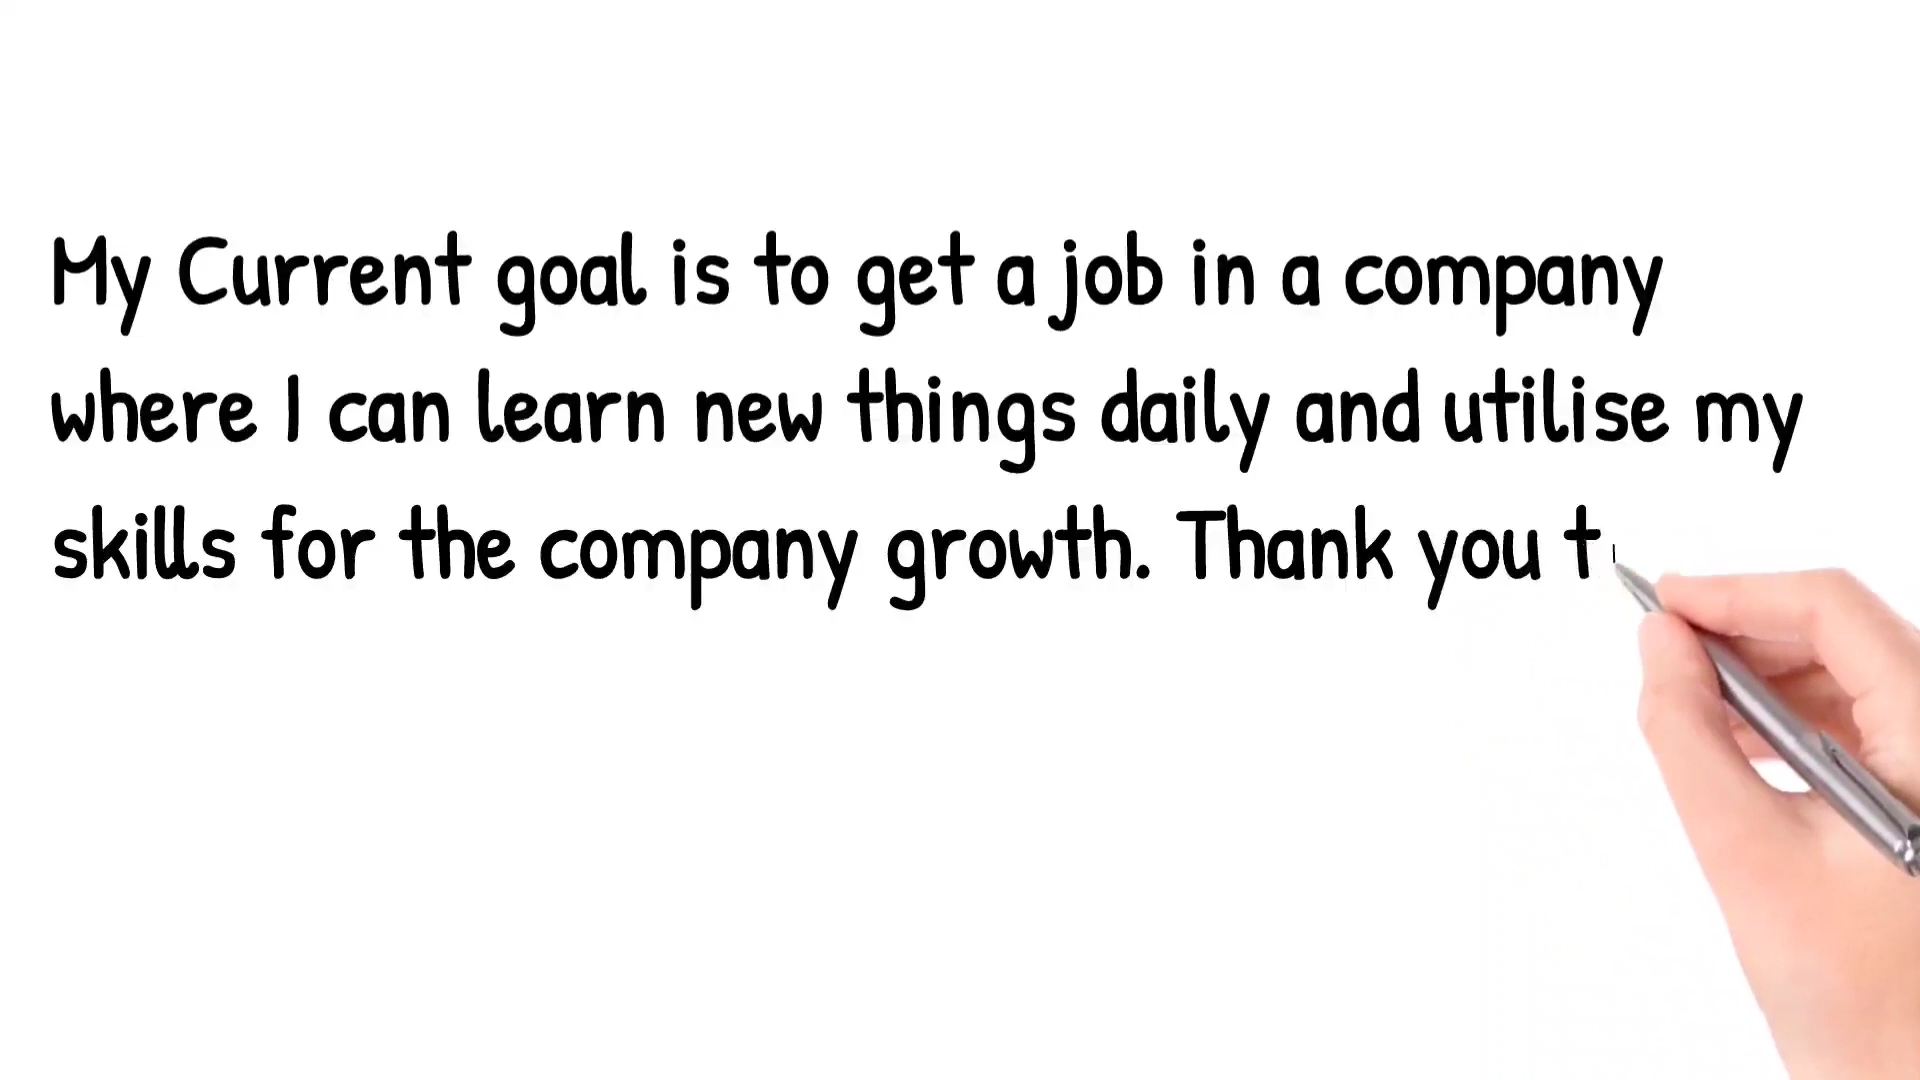 My Current goal is to get a job in a company
where I can learn new things daily and utilise my
skills for the company growth. Thank you t